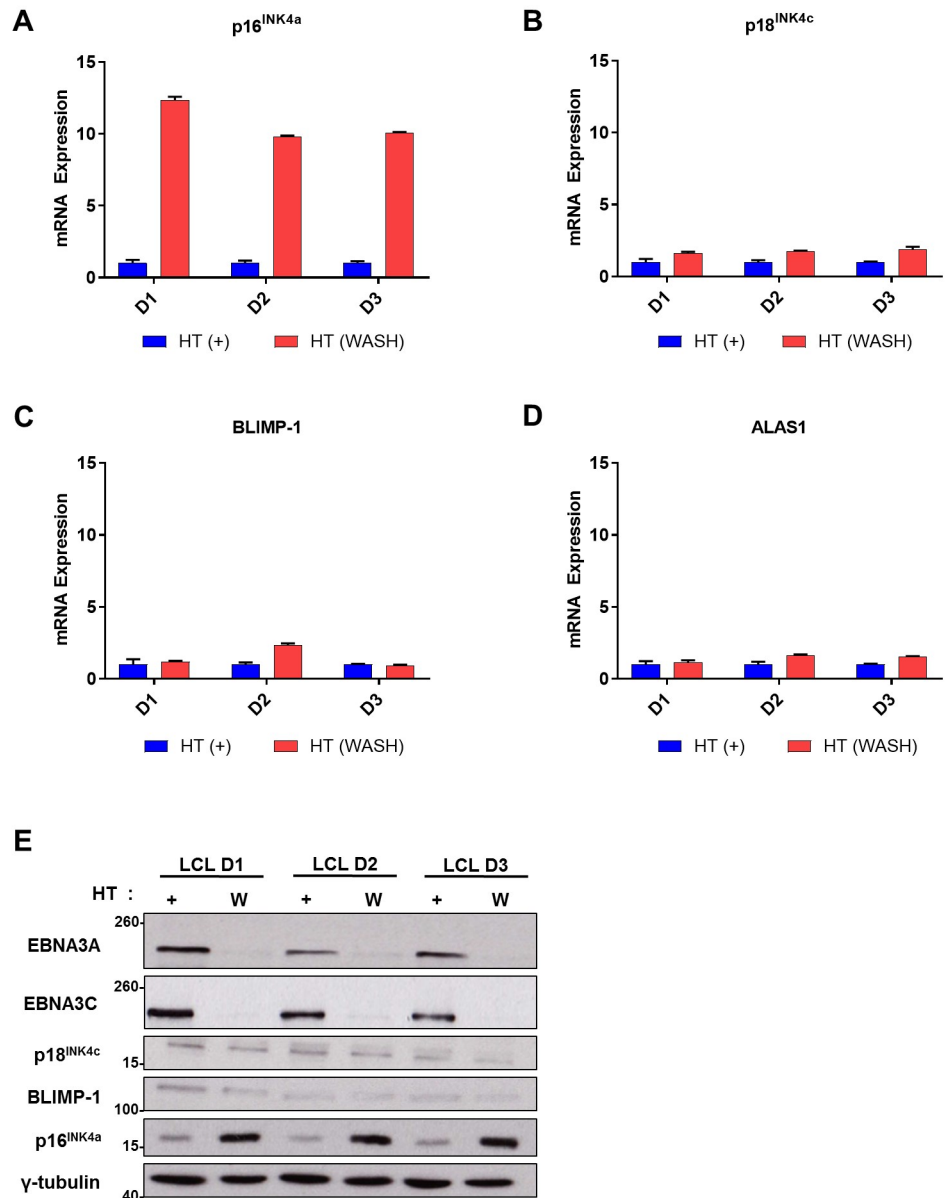 A
p16INK4a
mRNA Expression
15
10
5
0
D1 D2 D3
HT (+) HT (WASH)
B
p18INK4c
mRNA Expression
15
10
5
0
D1 D2 D3
HT (+) HT (WASH)
C
BLIMP-1
mRNA Expression
15
10
5
0
D1 D2 D3
HT (+) HT (WASH)
D
ALAS1
mRNA Expression
15
10
5
0
D1 D2 D3
HT (+) HT (WASH)
E
LCL D1 LCL D2 LCL D3
HT : + W + W + W
EBNA3A 260
EBNA3C 260
p18INK4c 15
BLIMP-1 100
p16INK4a 15
γ-tubulin 40